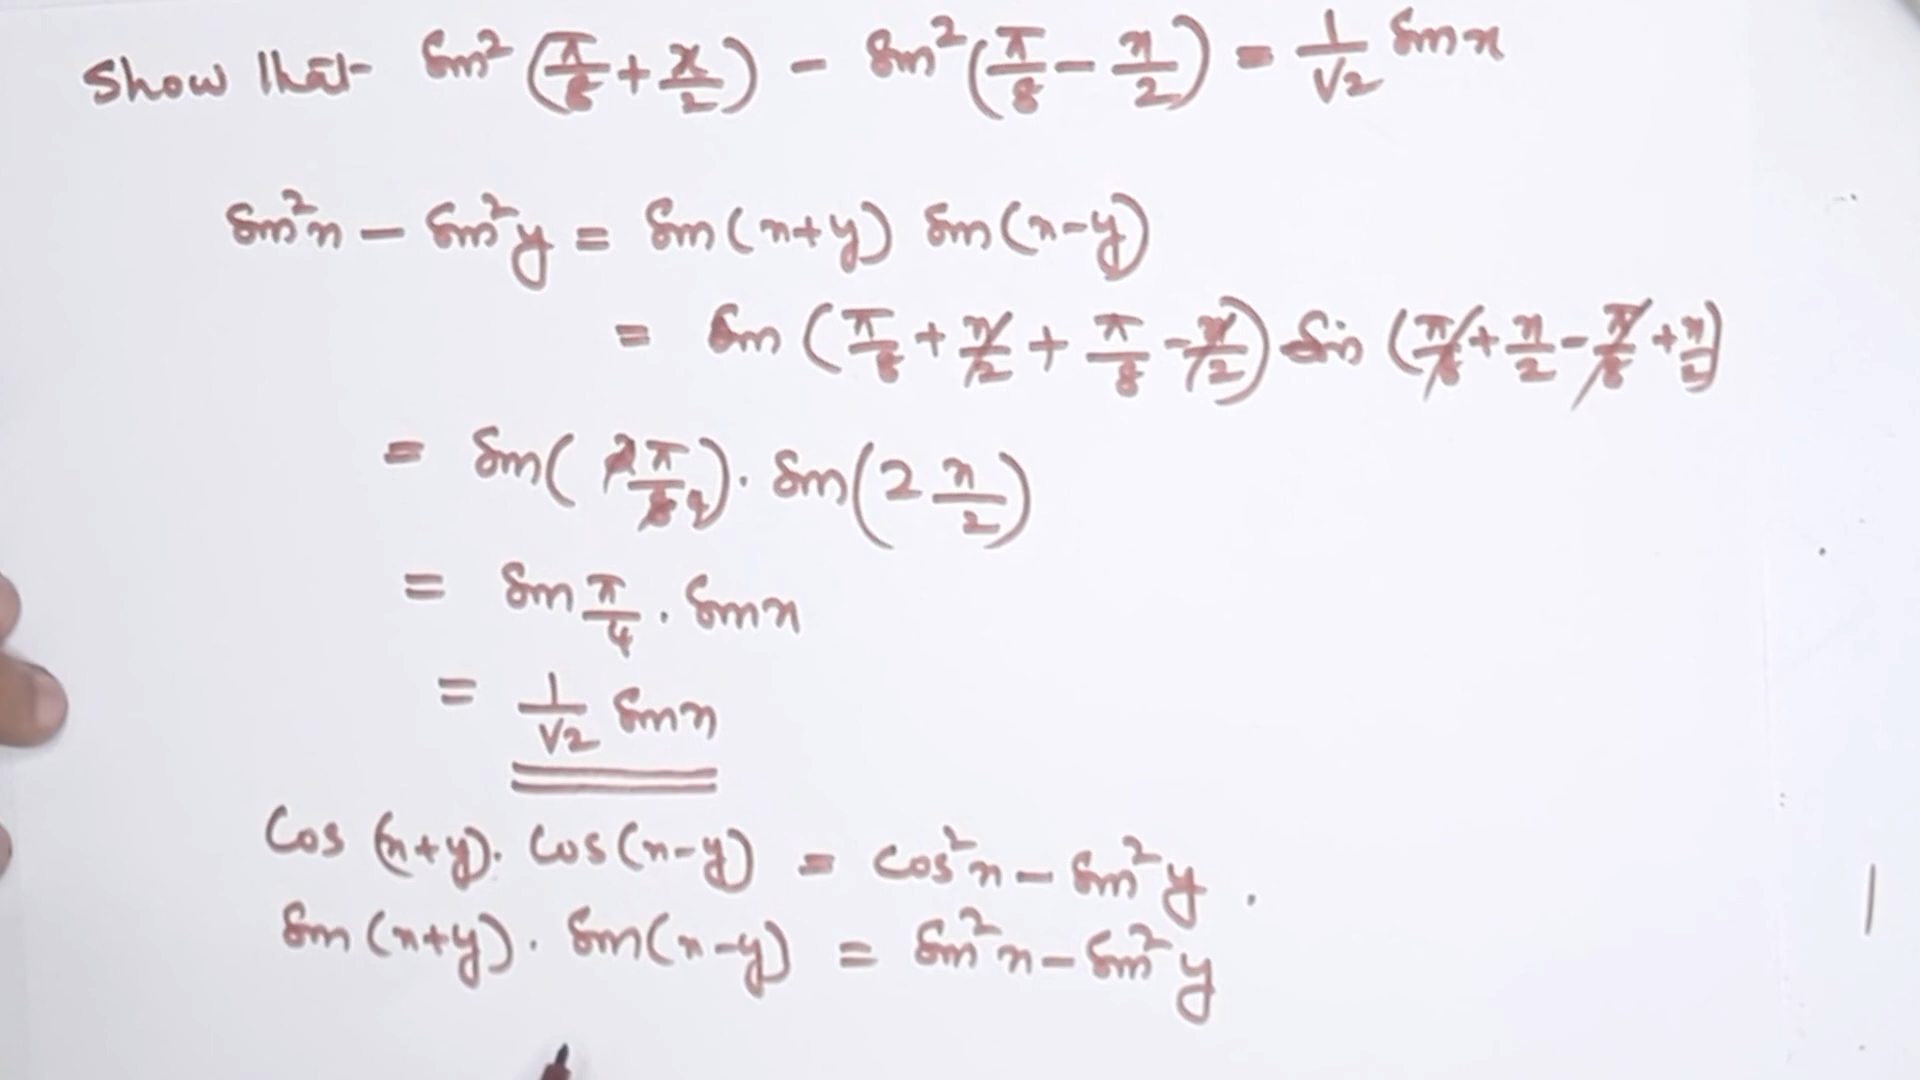 Show that sin²(π/8 + x/2) - sin²(π/8 - x/2) = 1/√2 sin x
sin²x - sin²y = sin(x+y) sin(x-y)
= sin(π/8 + x/2 + π/8 - x/2) sin(π/8 + x/2 - π/8 + x/2)
= sin(2π/8 4) · sin(2 x/2)
= sin π/4 · sin x
= 1/√2 sin x
Cos (x+y) · Cos(x-y) = Cos²x - sin²y .
sin (x+y) · sin(x-y) = sin²x - sin²y